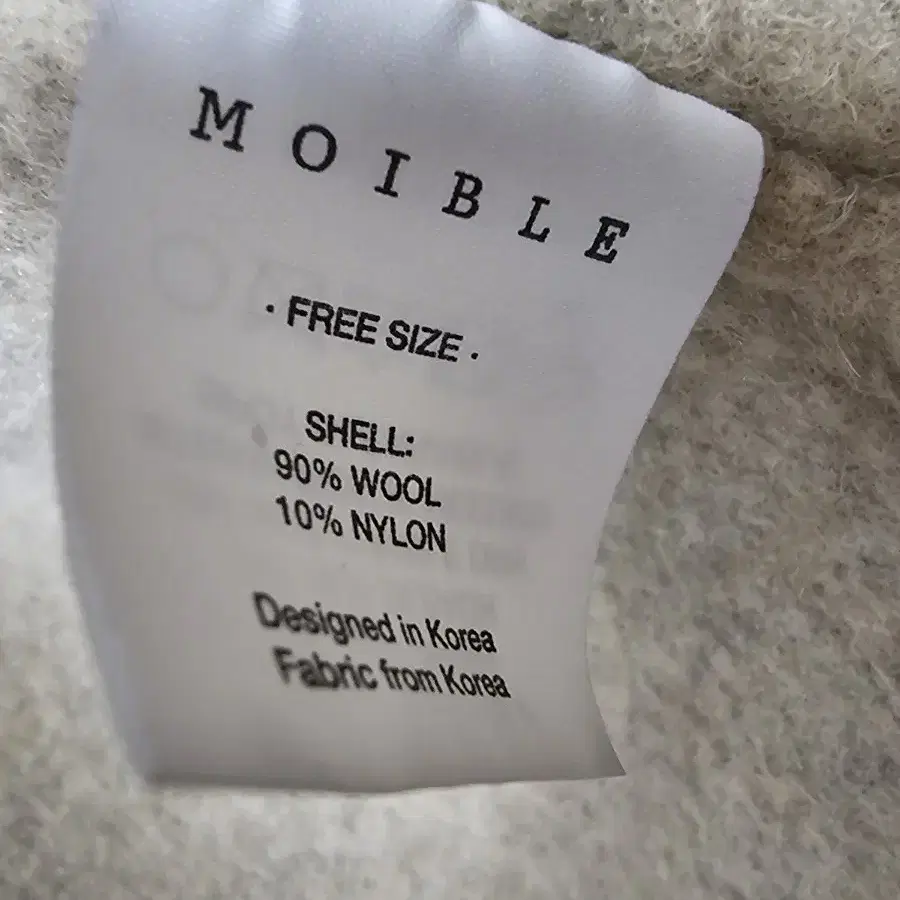 MOIBLE
· FREE SIZE ·
SHELL:
90% WOOL
10% NYLON
Designed in Korea
Fabric from Korea